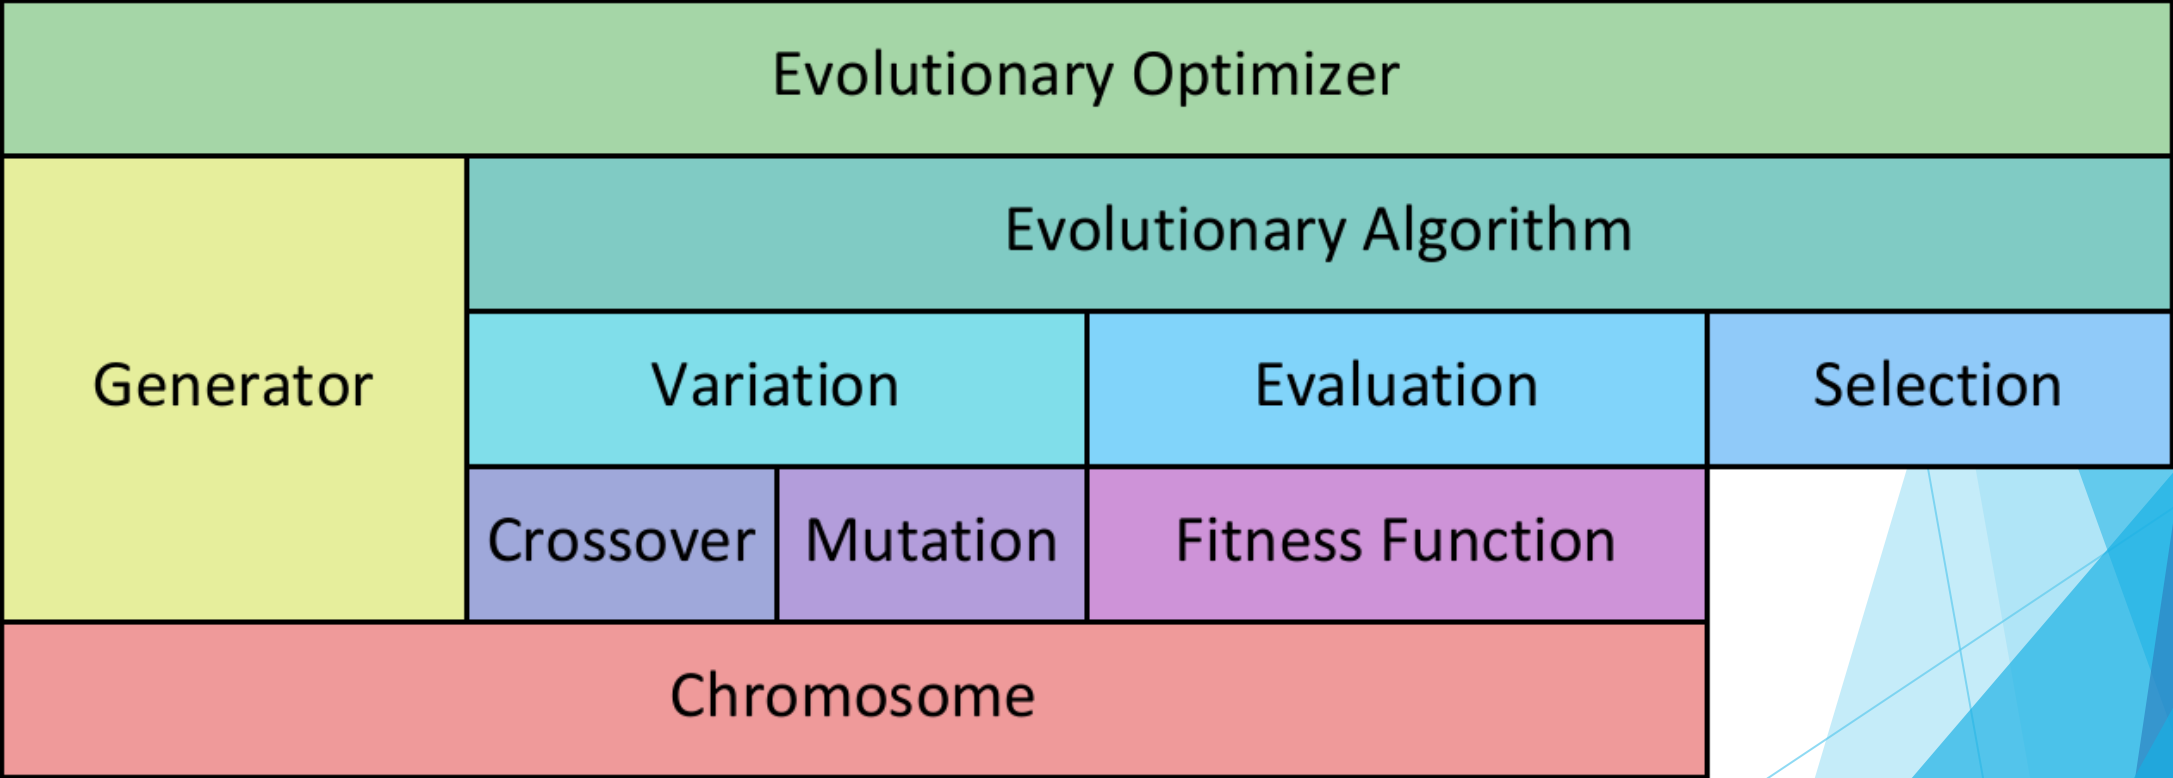 Evolutionary Optimizer
Evolutionary Algorithm
Generator
Variation
Evaluation
Selection
Crossover
Mutation
Fitness Function
Chromosome